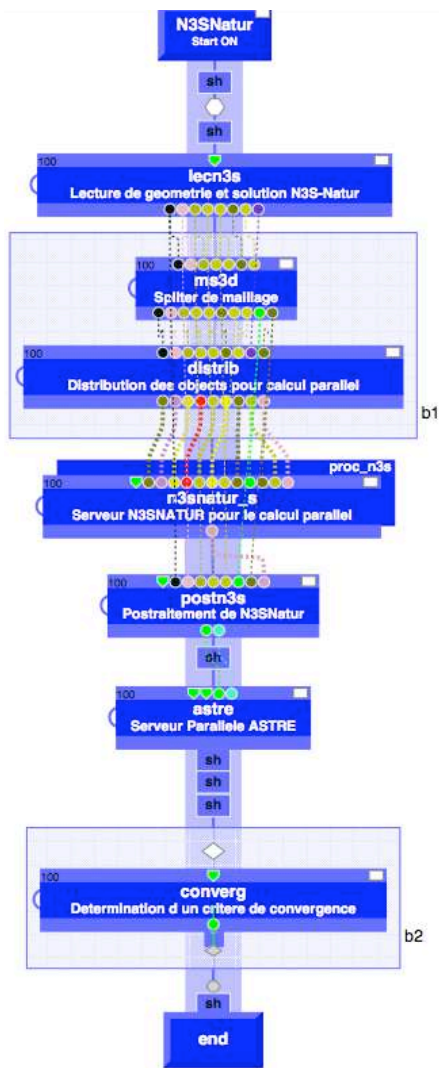 N3SNatur
Start ON
sh
sh
100
lecn3s
Lecture de geometrie et solution N3S-Natur
100
ms3d
Spliter de maillage
100
distrib
Distribution des objects pour calcul parallel
b1
proc_n3s
100
n3snatur_s
Serveur N3SNATUR pour le calcul parallel
100
postn3s
Postraitement de N3SNatur
sh
100
astre
Serveur Parallele ASTRE
sh
sh
sh
100
converg
Determination d un critere de convergence
b2
sh
end